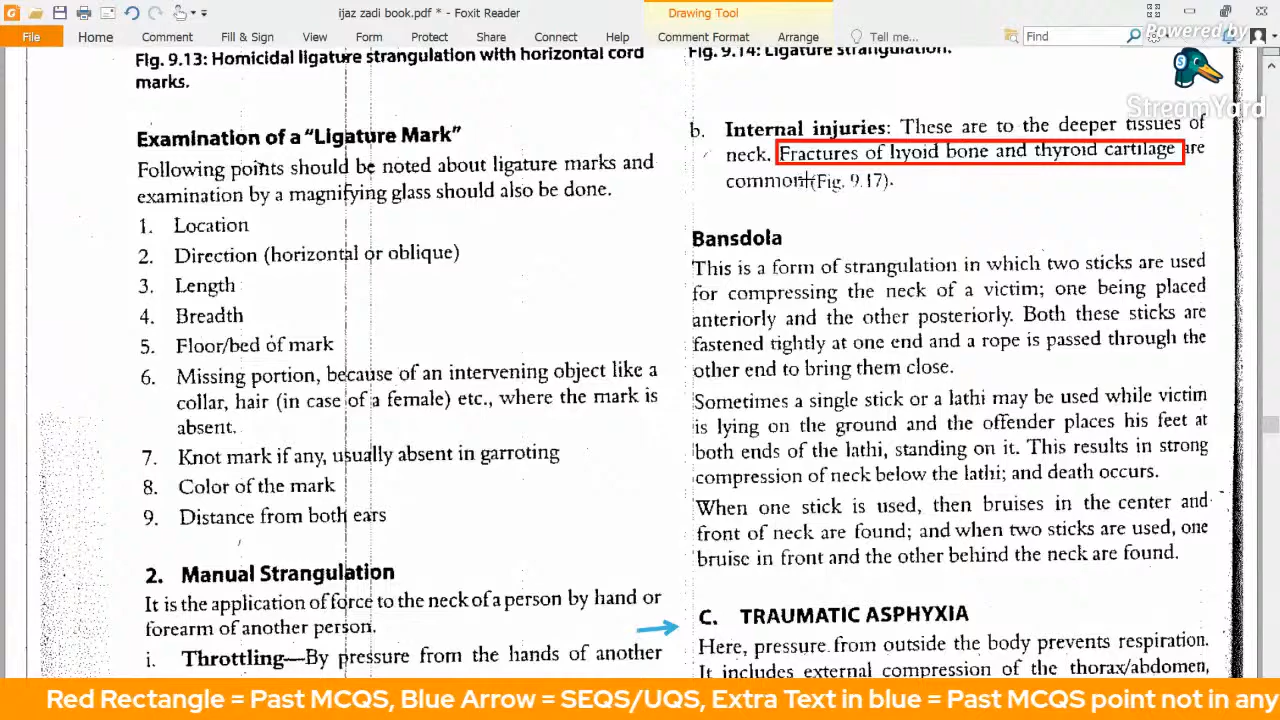 ijaz zadi book.pdf * - Foxit Reader
Drawing Tool
File Home Comment Fill & Sign View Form Protect Share Connect Help Comment Format Arrange Tell me... Find
Powered by
StreamYard
Fig. 9.13: Homicidal ligature strangulation with horizontal cord
marks.
Examination of a "Ligature Mark"
Following points should be noted about ligature marks and
examination by a magnifying glass should also be done.
1. Location
2. Direction (horizontal or oblique)
3. Length
4. Breadth
5. Floor/bed of mark
6. Missing portion, because of an intervening object like a
collar, hair (in case of a female) etc., where the mark is
absent.
7. Knot mark if any, usually absent in garroting
8. Color of the mark
9. Distance from both ears
2. Manual Strangulation
It is the application of force to the neck of a person by hand or
forearm of another person.
i. Throttling—By pressure from the hands of another
Fig. 9.14: Ligature strangulation.
b. Internal injuries: These are to the deeper tissues of
neck. Fractures of hyoid bone and thyroid cartilage are
common (Fig. 9.17).
Bansdola
This is a form of strangulation in which two sticks are used
for compressing the neck of a victim; one being placed
anteriorly and the other posteriorly. Both these sticks are
fastened tightly at one end and a rope is passed through the
other end to bring them close.
Sometimes a single stick or a lathi may be used while victim
is lying on the ground and the offender places his feet at
both ends of the lathi, standing on it. This results in strong
compression of neck below the lathi; and death occurs.
When one stick is used, then bruises in the center and
front of neck are found; and when two sticks are used, one
bruise in front and the other behind the neck are found.
C. TRAUMATIC ASPHYXIA
Here, pressure from outside the body prevents respiration.
It includes external compression of the thorax/abdomen,
Red Rectangle = Past MCQS, Blue Arrow = SEQS/UQS, Extra Text in blue = Past MCQS point not in any